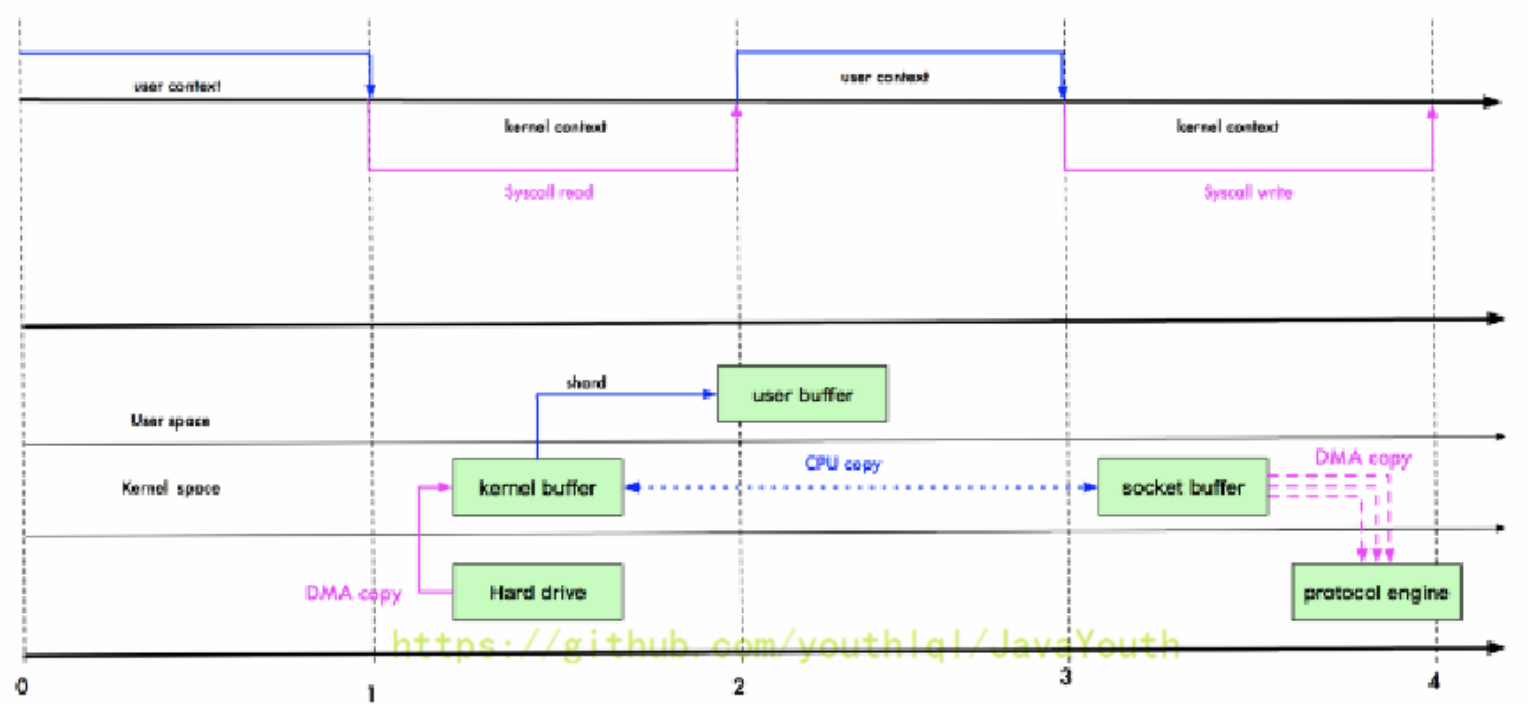 user context
user context
kernel context
kernel context
Syscall read
Syscall write
shard
user buffer
User space
CPU copy
DMA copy
Kernel space
kernel buffer
socket buffer
DMA copy
Hard drive
protocol engine
https://github.com/youthlql/JavaYouth
0
1
2
3
4